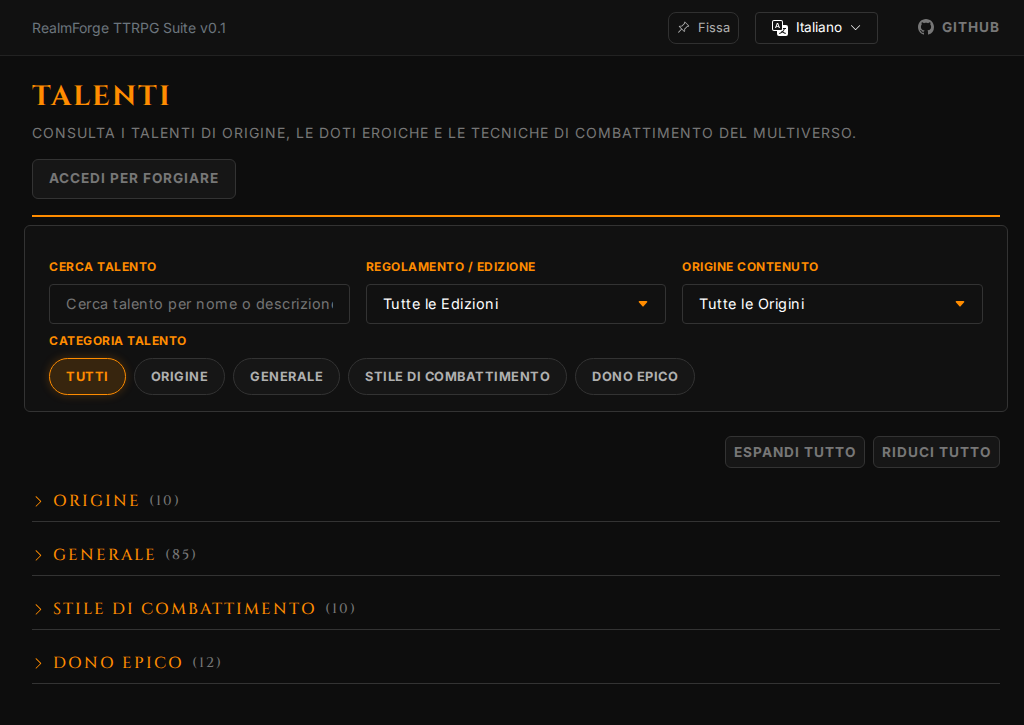 RealmForge TTRPG Suite v0.1
Fissa
Italiano
GITHUB
TALENTI
CONSULTA I TALENTI DI ORIGINE, LE DOTI EROICHE E LE TECNICHE DI COMBATTIMENTO DEL MULTIVERSO.
ACCEDI PER FORGIARE
CERCA TALENTO
REGOLAMENTO / EDIZIONE
ORIGINE CONTENUTO
Cerca talento per nome o descrizion
Tutte le Edizioni
Tutte le Origini
CATEGORIA TALENTO
TUTTI
ORIGINE
GENERALE
STILE DI COMBATTIMENTO
DONO EPICO
ESPANDI TUTTO
RIDUCI TUTTO
ORIGINE (10)
GENERALE (85)
STILE DI COMBATTIMENTO (10)
DONO EPICO (12)